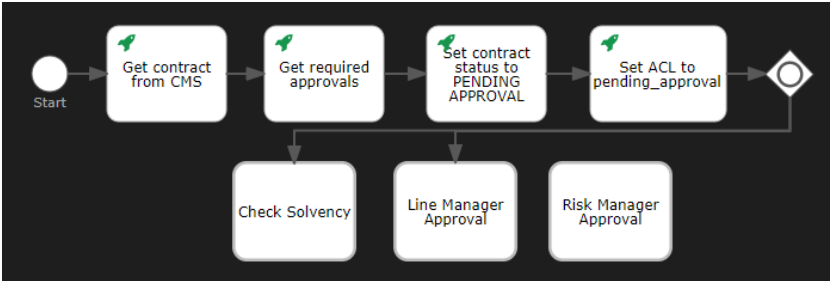 Get contract
from CMS
Get required
approvals
Set contract
status to
PENDING
APPROVAL
Set ACL to
pending_approval
Start
Check Solvency
Line Manager
Approval
Risk Manager
Approval